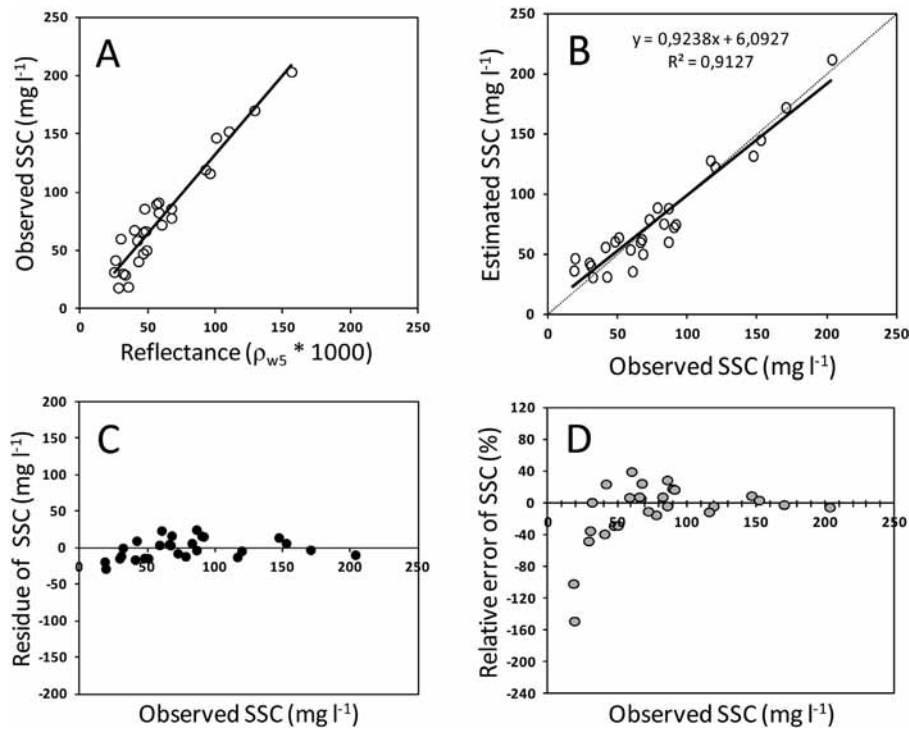 A
Observed SSC (mg l-1)
250
200
150
100
50
0
0 50 100 150 200 250
Reflectance (ρw5 * 1000)
B
y = 0,9238x + 6,0927
R² = 0,9127
Estimated SSC (mg l-1)
250
200
150
100
50
0
0 50 100 150 200 250
Observed SSC (mg l-1)
C
Residue of SSC (mg l-1)
200
150
100
50
0
-50
-100
-150
-200
0 50 100 150 200 250
Observed SSC (mg l-1)
D
Relative error of SSC (%)
120
80
40
0
-40
-80
-120
-160
-200
-240
0 50 100 150 200 250
Observed SSC (mg l-1)